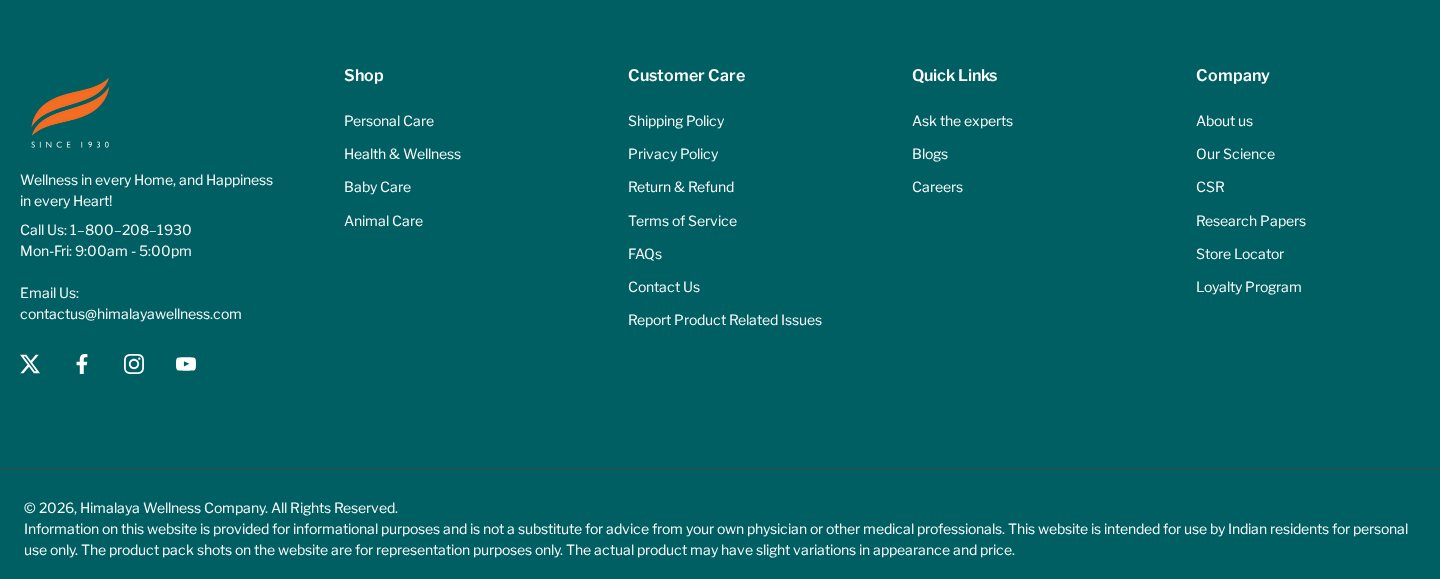 SINCE 1930
Wellness in every Home, and Happiness
in every Heart!
Call Us: 1–800–208–1930
Mon-Fri: 9:00am - 5:00pm
Email Us:
contactus@himalayawellness.com
Shop
Personal Care
Health & Wellness
Baby Care
Animal Care
Customer Care
Shipping Policy
Privacy Policy
Return & Refund
Terms of Service
FAQs
Contact Us
Report Product Related Issues
Quick Links
Ask the experts
Blogs
Careers
Company
About us
Our Science
CSR
Research Papers
Store Locator
Loyalty Program
© 2026, Himalaya Wellness Company. All Rights Reserved.
Information on this website is provided for informational purposes and is not a substitute for advice from your own physician or other medical professionals. This website is intended for use by Indian residents for personal
use only. The product pack shots on the website are for representation purposes only. The actual product may have slight variations in appearance and price.